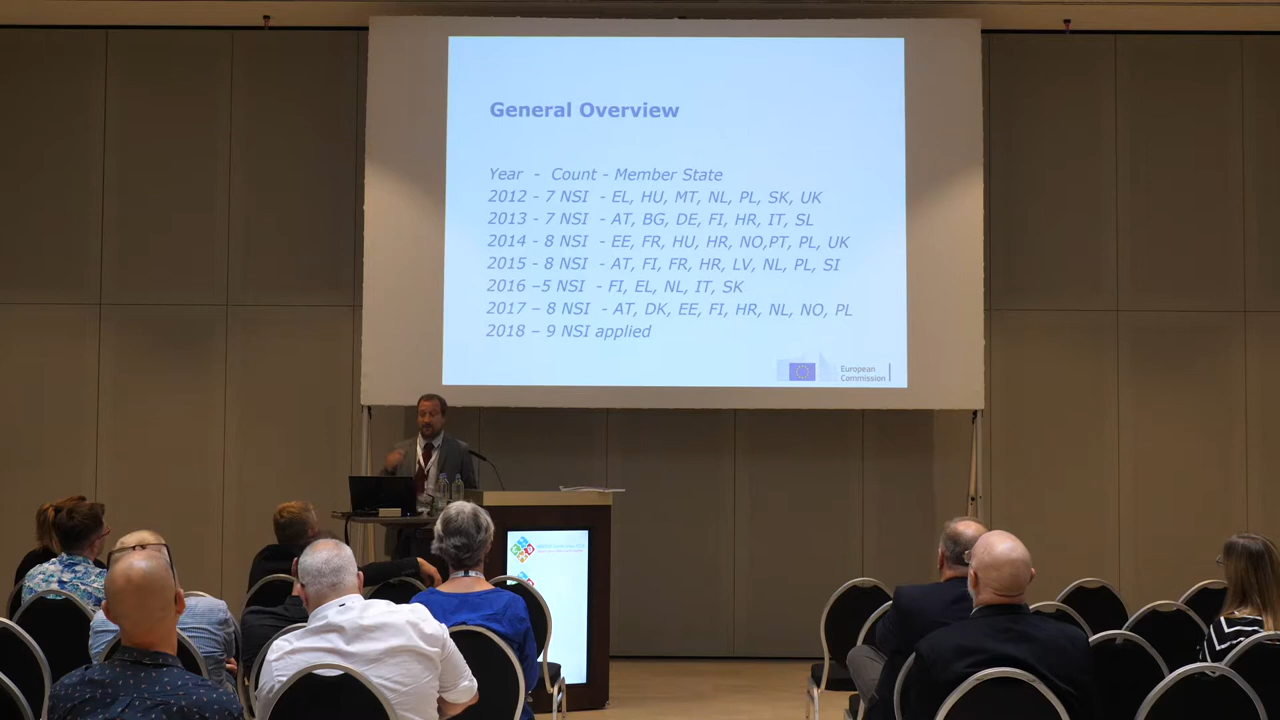 General Overview
Year - Count - Member State
2012 - 7 NSI - EL, HU, MT, NL, PL, SK, UK
2013 - 7 NSI - AT, BG, DE, FI, HR, IT, SL
2014 - 8 NSI - EE, FR, HU, HR, NO,PT, PL, UK
2015 - 8 NSI - AT, FI, FR, HR, LV, NL, PL, SI
2016 –5 NSI - FI, EL, NL, IT, SK
2017 – 8 NSI - AT, DK, EE, FI, HR, NL, NO, PL
2018 – 9 NSI applied
European
Commission